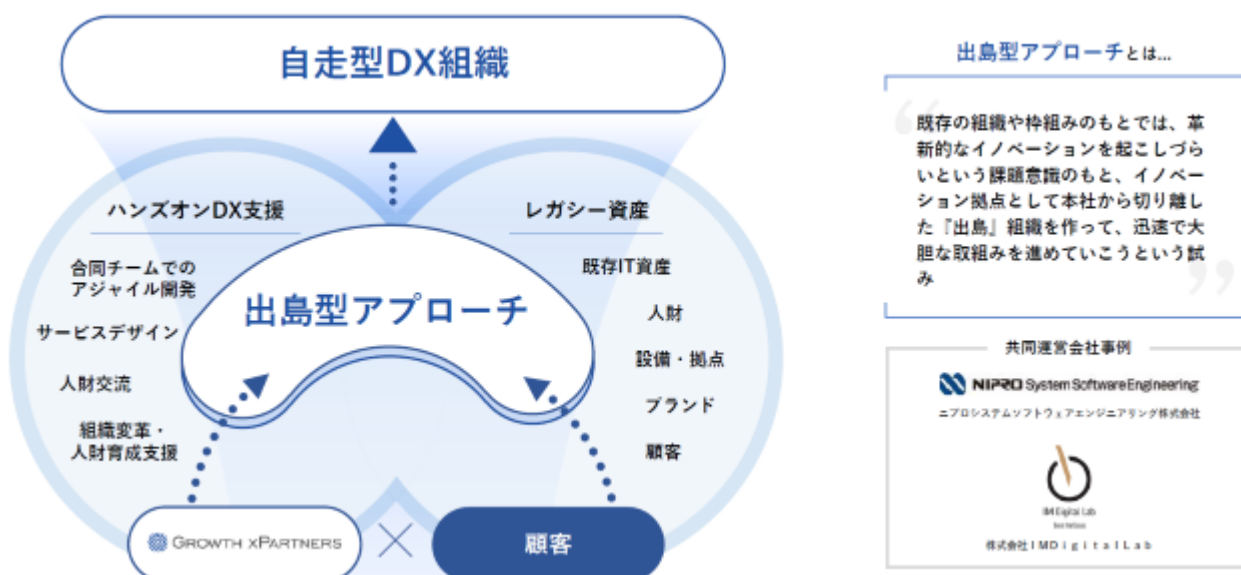 自走型DX組織
ハンズオンDX支援
合同チームでの
アジャイル開発
サービスデザイン
人財交流
組織変革・
人財育成支援
レガシー資産
既存IT資産
人財
設備・拠点
ブランド
顧客
出島型アプローチ
GROWTH xPARTNERS
×
顧客
出島型アプローチとは...
“
既存の組織や枠組みのもとでは、革
新的なイノベーションを起こしづら
いという課題意識のもと、イノベー
ション拠点として本社から切り離し
た『出島』組織を作って、迅速で大
胆な取組みを進めていこうという試
み
”
共同運営会社事例
NIPRO System Software Engineering
ニプロシステムソフトウェアエンジニアリング株式会社
IM Digital Lab
株式会社IMDigitalLab